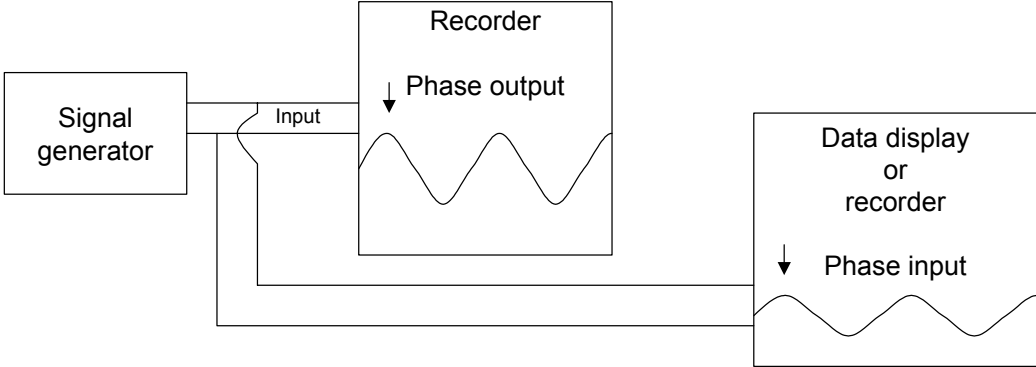 Signal
generator
Input
Recorder
Phase output
Data display
or
recorder
Phase input